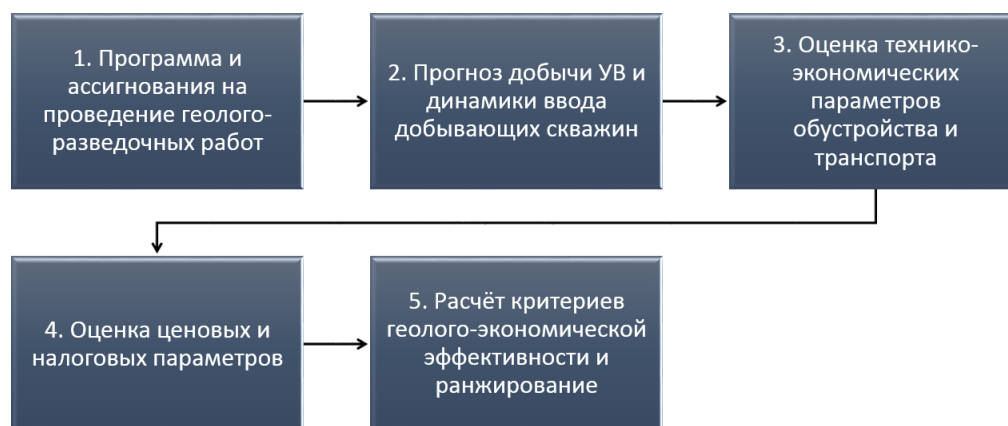 1. Программа и
ассигнования на
проведение геолого-
разведочных работ
2. Прогноз добычи УВ и
динамики ввода
добывающих скважин
3. Оценка технико-
экономических
параметров
обустройства и
транспорта
4. Оценка ценовых и
налоговых параметров
5. Расчёт критериев
геолого-экономической
эффективности и
ранжирование